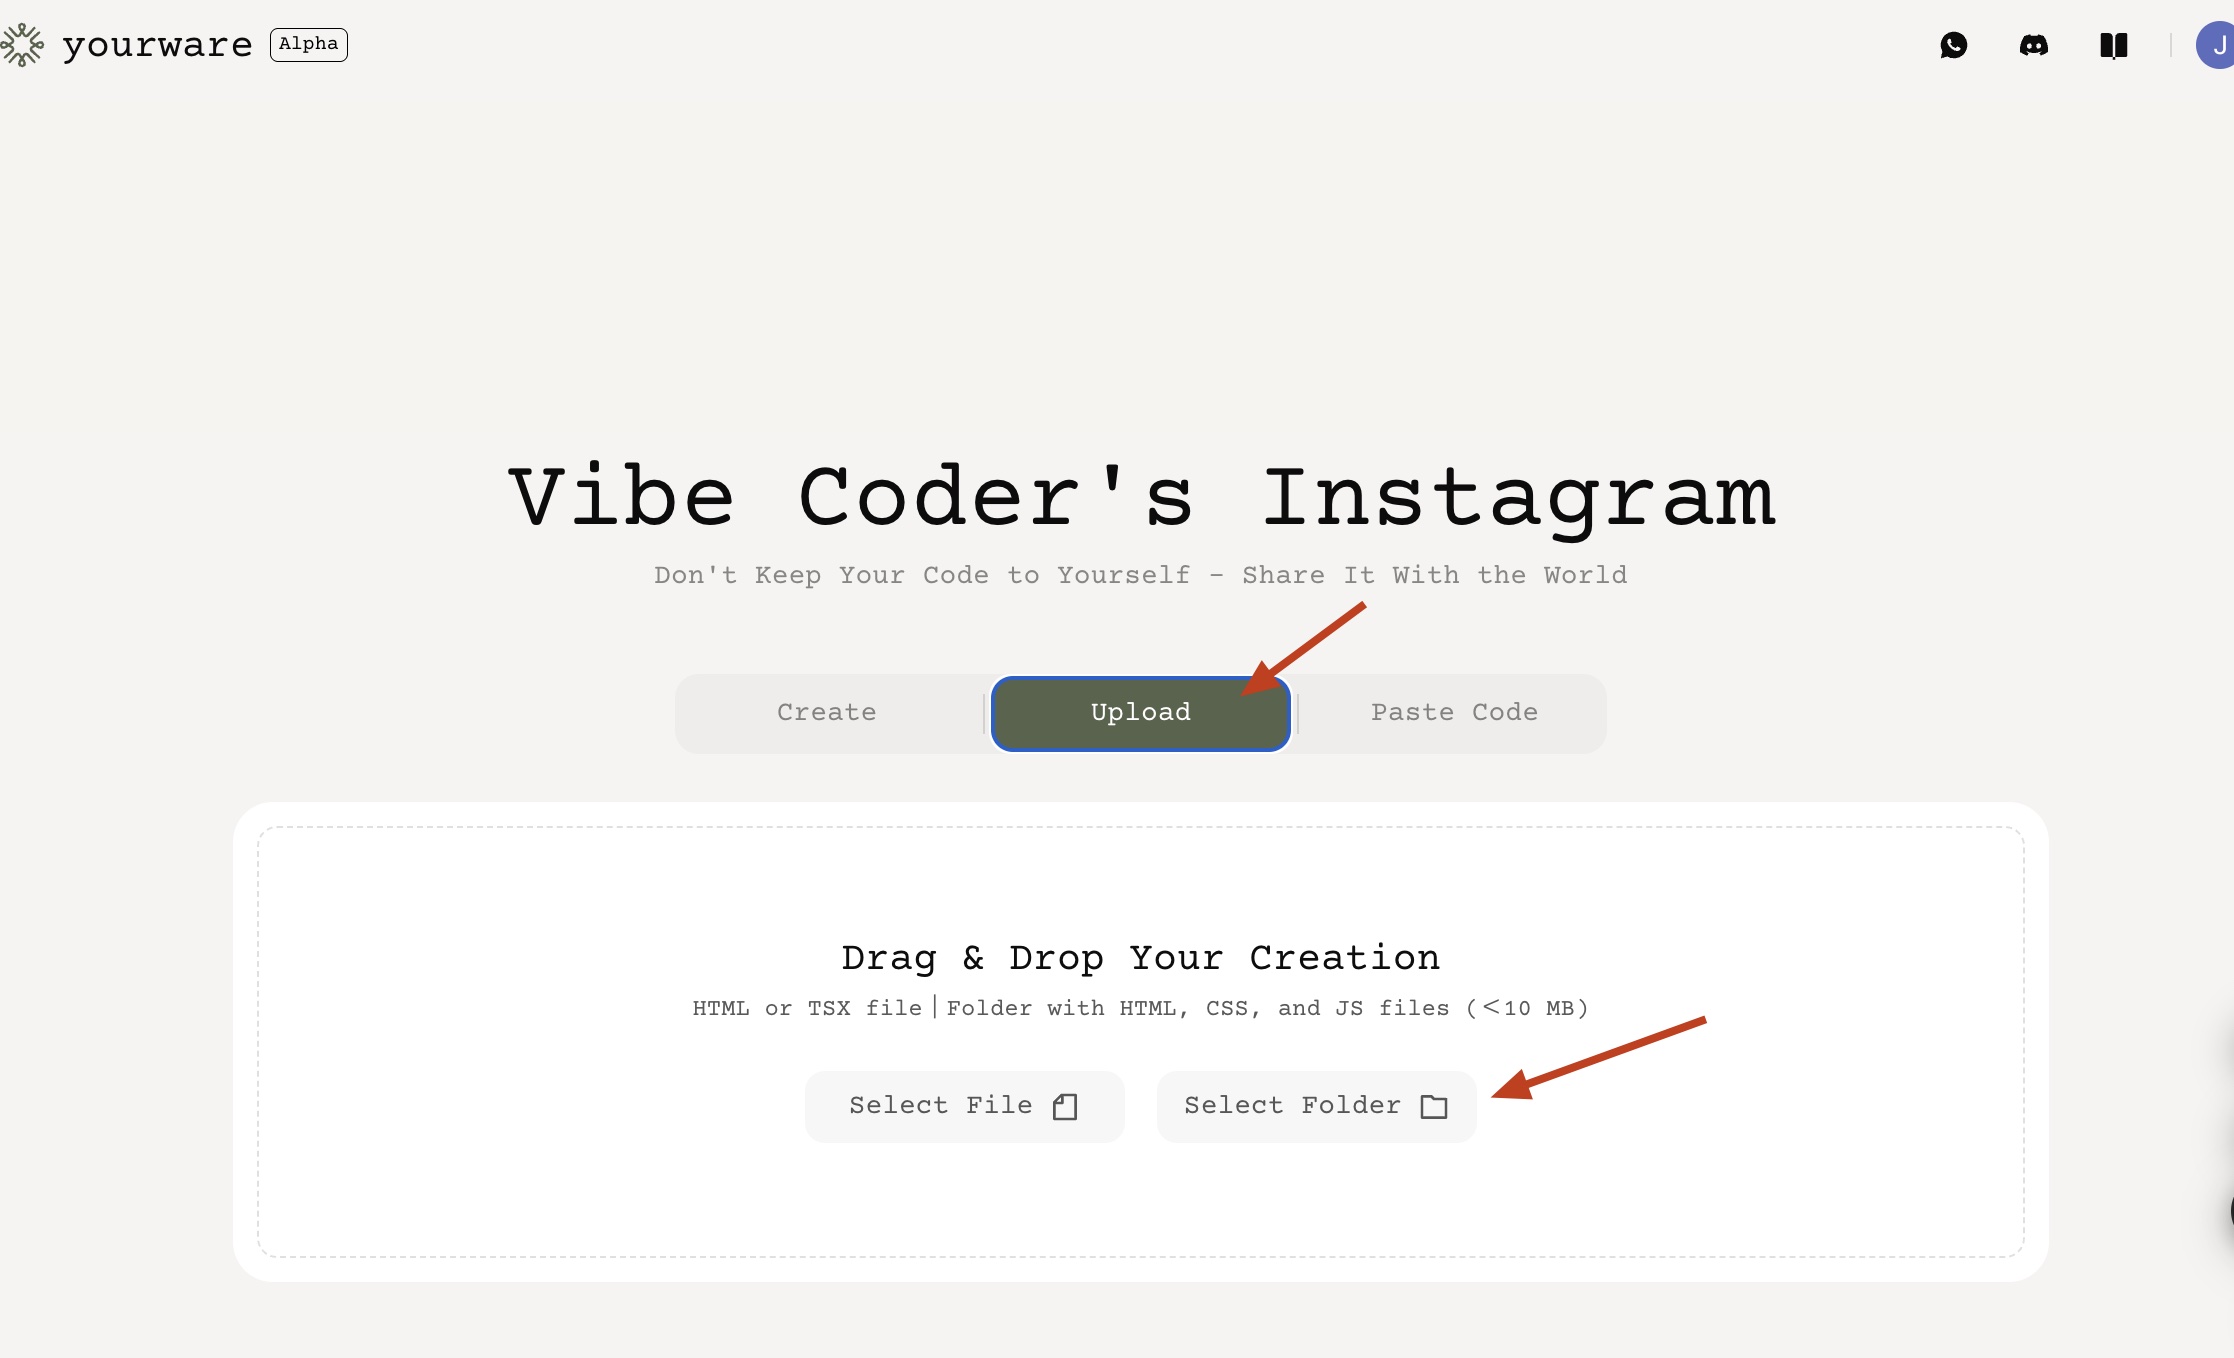 yourware Alpha
J
Vibe Coder's Instagram
Don't Keep Your Code to Yourself - Share It With the World
Create Upload Paste Code
Drag & Drop Your Creation
HTML or TSX file|Folder with HTML, CSS, and JS files (<10 MB)
Select File Select Folder